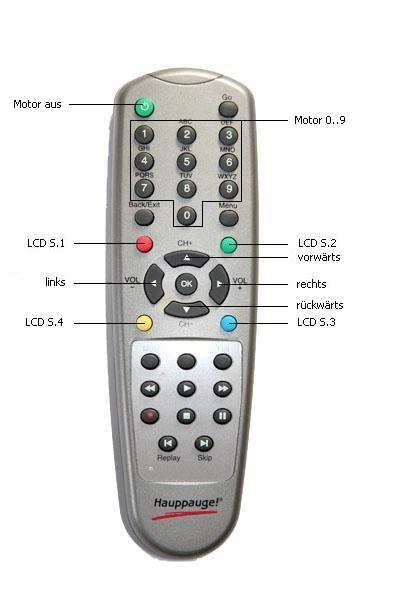 Motor aus
Go
Motor 0..9
ABC DEF
1 2 3
GHI JKL MNO
4 5 6
PQRS TUV WXYZ
7 8 9
Back/Exit 0 Menu
LCD S.1
CH+
LCD S.2
vorwärts
links
VOL
−
OK
VOL
+
rechts
rückwärts
LCD S.4
CH−
LCD S.3
Replay Skip
Hauppauge!®